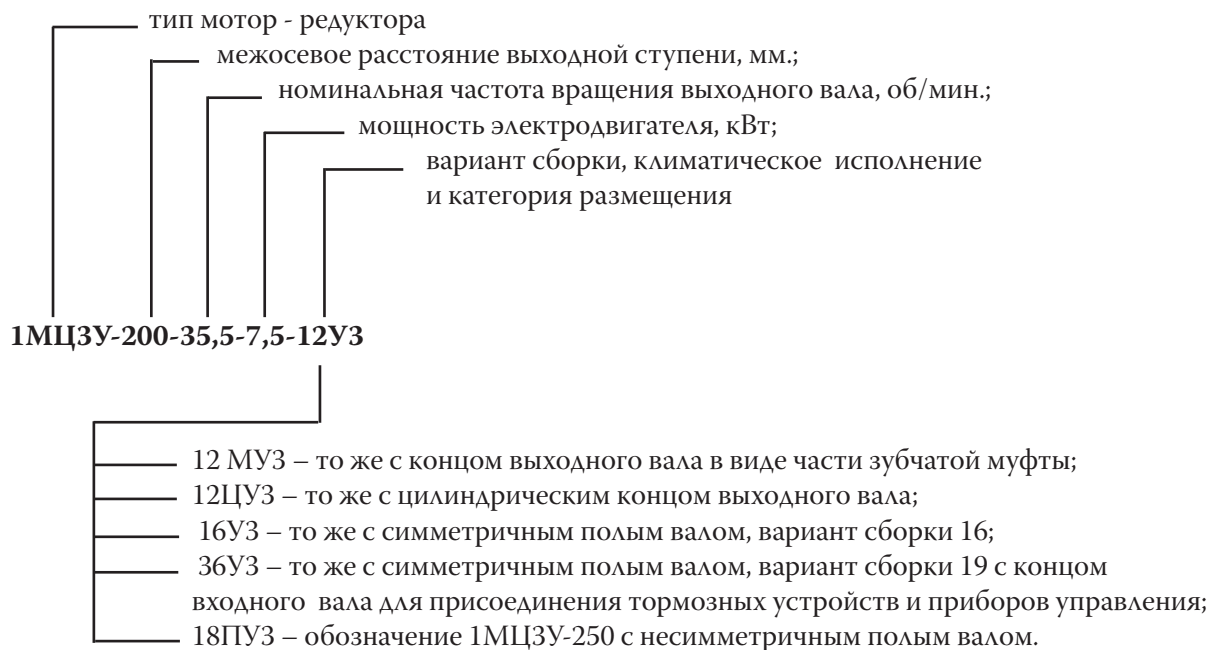 тип мотор - редуктора
межосевое расстояние выходной ступени, мм.;
номинальная частота вращения выходного вала, об/мин.;
мощность электродвигателя, кВт;
вариант сборки, климатическое исполнение
и категория размещения
1МЦ3У-200-35,5-7,5-12У3
12 МУ3 – то же с концом выходного вала в виде части зубчатой муфты;
12ЦУ3 – то же с цилиндрическим концом выходного вала;
16У3 – то же с симметричным полым валом, вариант сборки 16;
36У3 – то же с симметричным полым валом, вариант сборки 19 с концом
входного вала для присоединения тормозных устройств и приборов управления;
18ПУ3 – обозначение 1МЦ3У-250 с несимметричным полым валом.